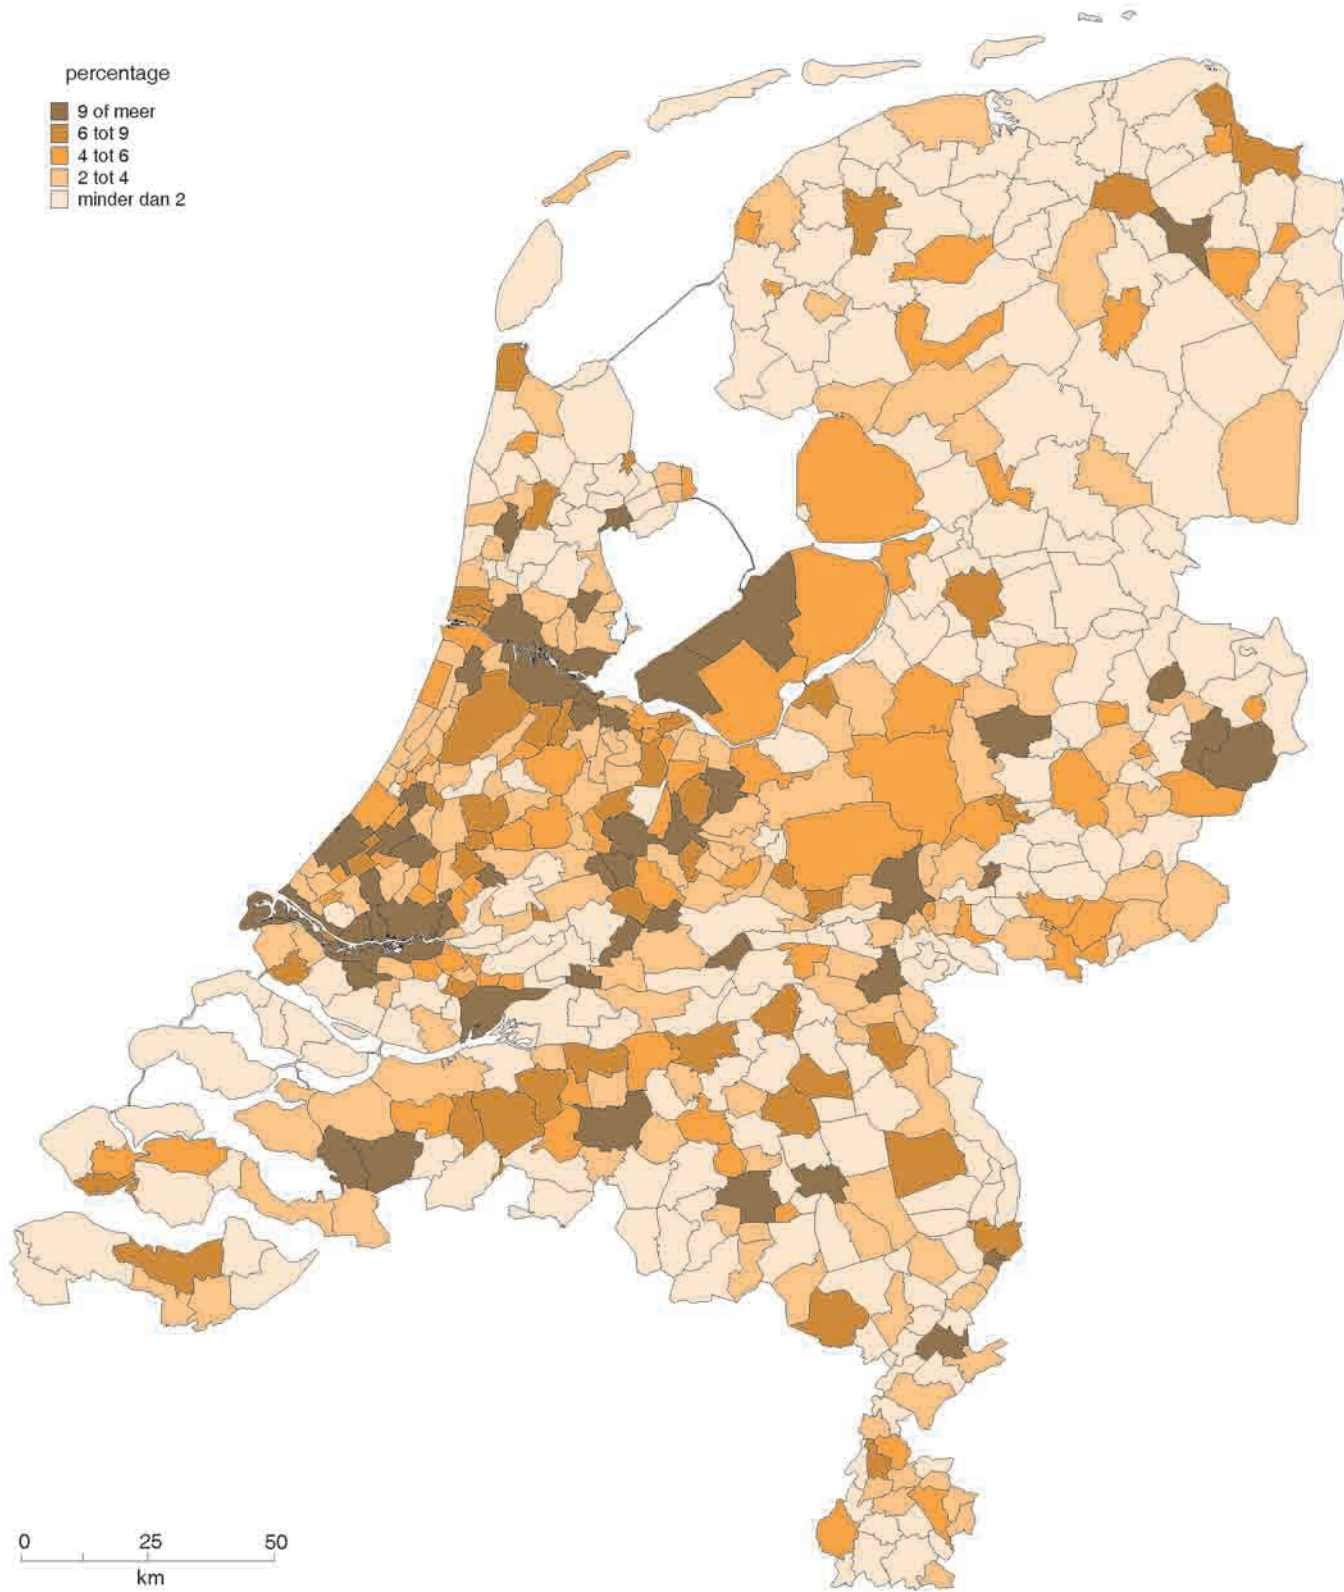 percentage
9 of meer
6 tot 9
4 tot 6
2 tot 4
minder dan 2
0 25 50
km